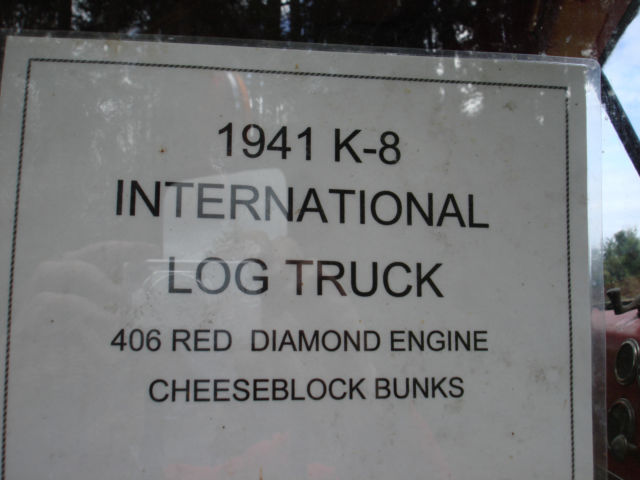 1941 K-8
INTERNATIONAL
LOG TRUCK
406 RED DIAMOND ENGINE
CHEESEBLOCK BUNKS